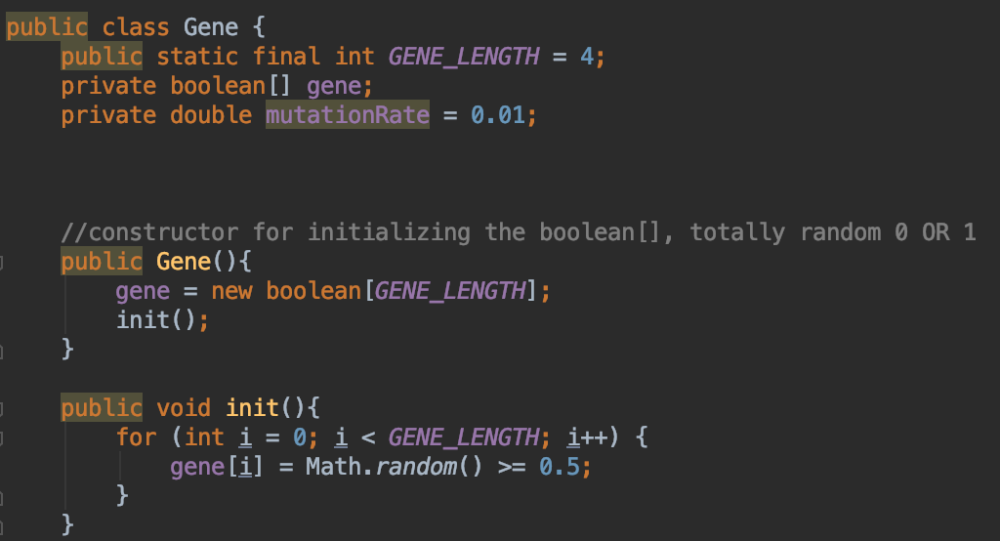 public class Gene {
    public static final int GENE_LENGTH = 4;
    private boolean[] gene;
    private double mutationRate = 0.01;
    //constructor for initializing the boolean[], totally random 0 OR 1
    public Gene(){
        gene = new boolean[GENE_LENGTH];
        init();
    }
    public void init(){
        for (int i = 0; i < GENE_LENGTH; i++) {
            gene[i] = Math.random() >= 0.5;
        }
    }